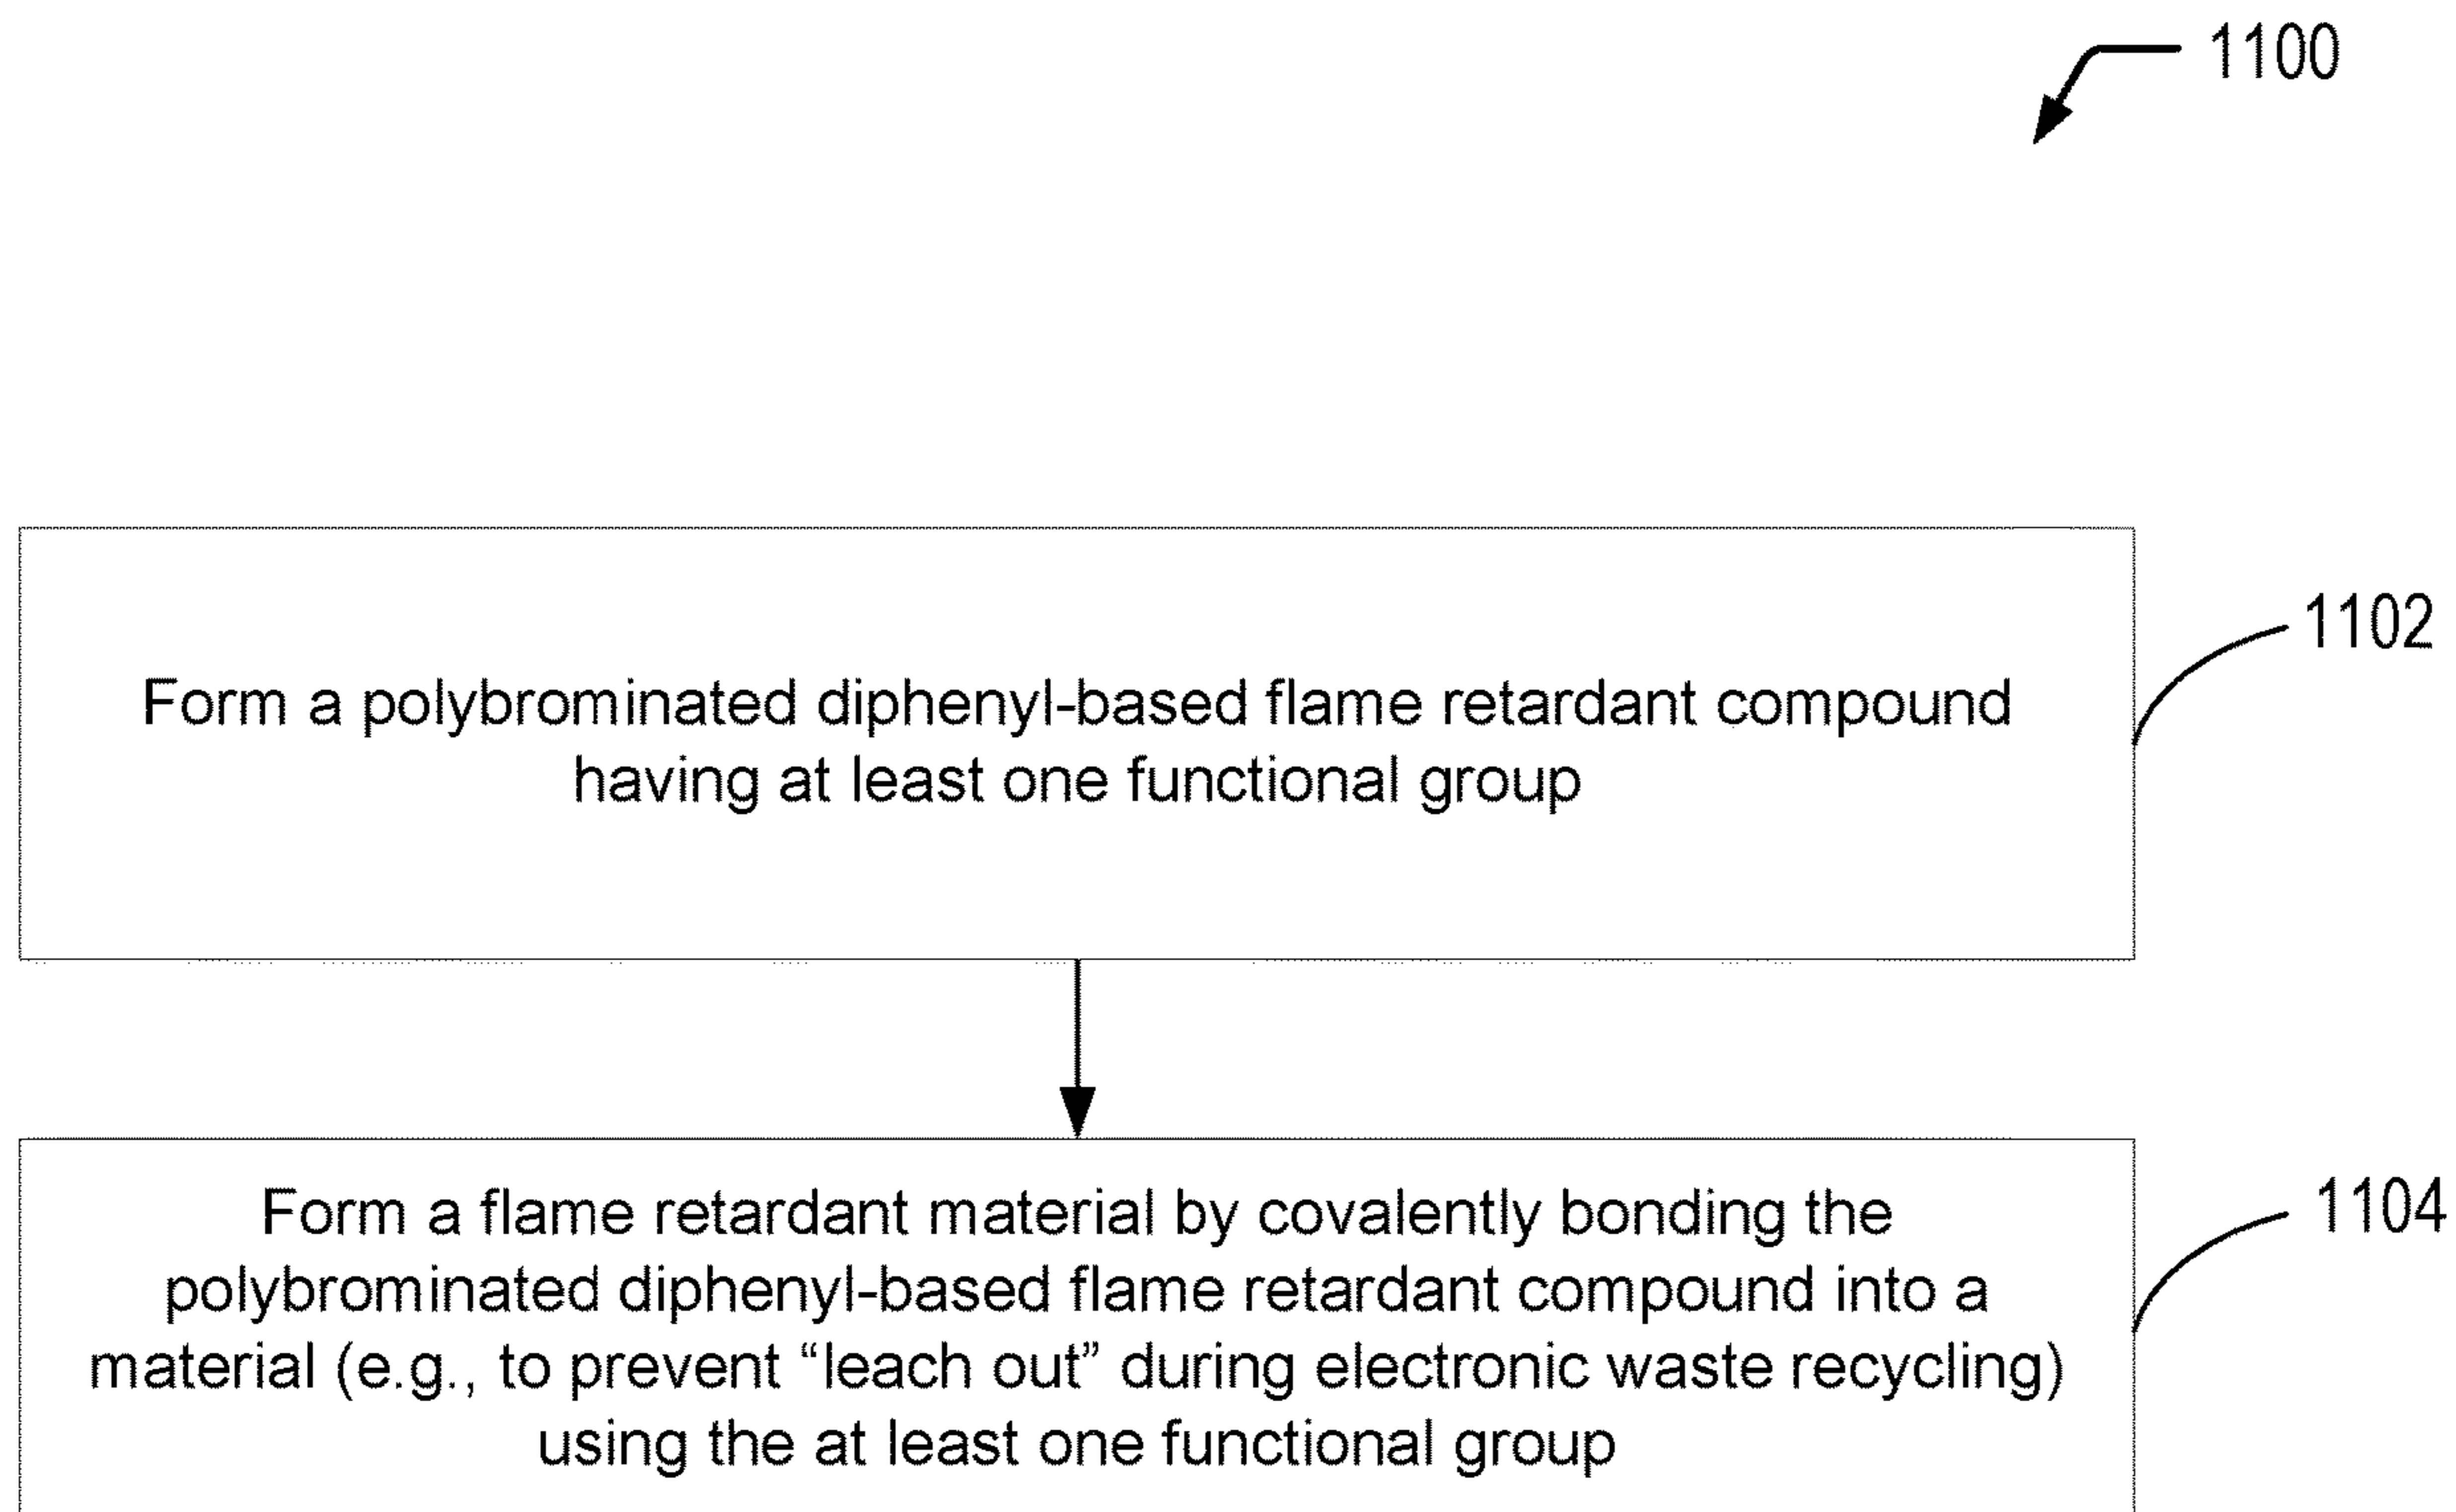 1100
1102
Form a polybrominated diphenyl-based flame retardant compound
having at least one functional group
1104
Form a flame retardant material by covalently bonding the
polybrominated diphenyl-based flame retardant compound into a
material (e.g., to prevent “leach out” during electronic waste recycling)
using the at least one functional group